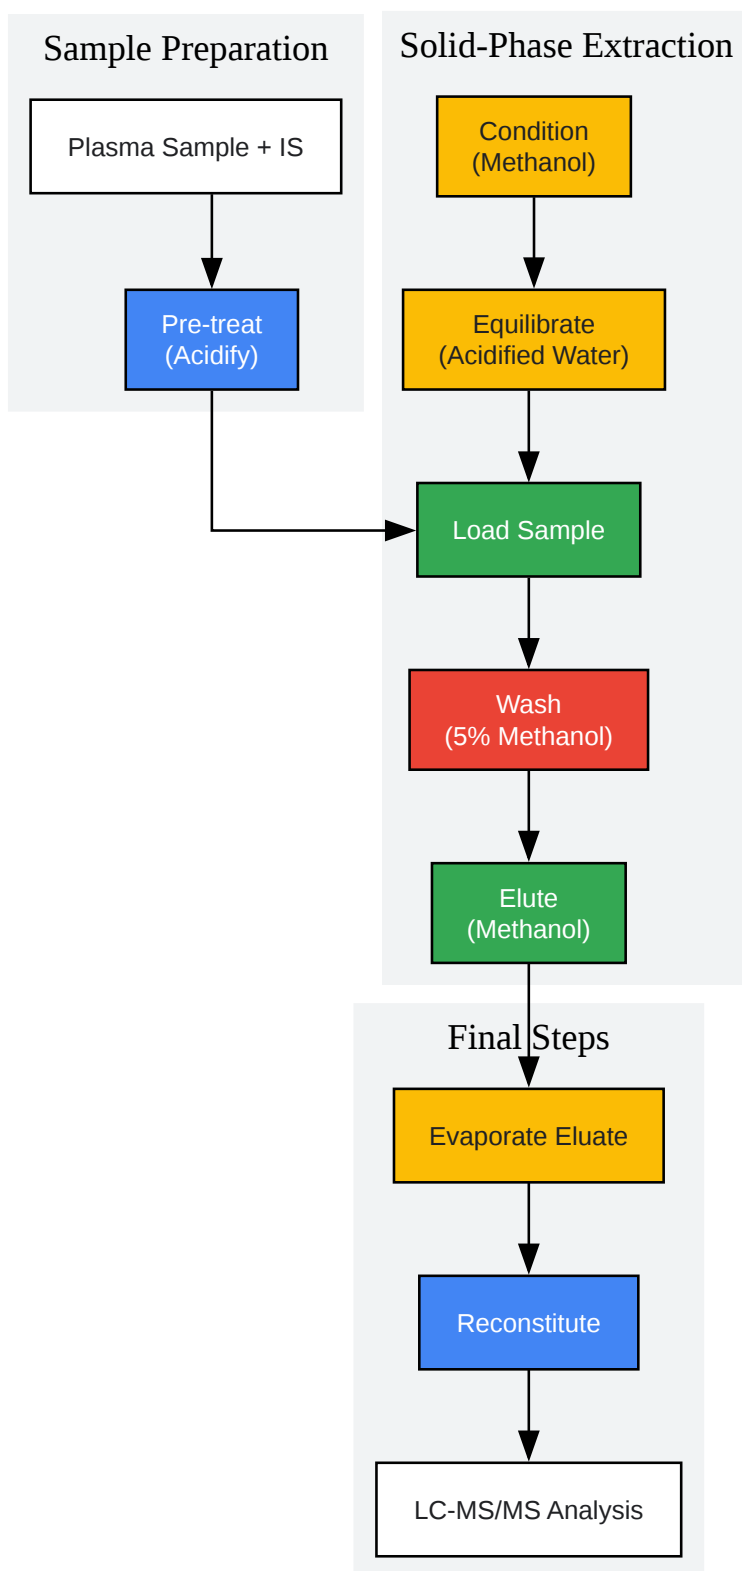 Sample Preparation
Plasma Sample + IS
Pre-treat
(Acidify)
Solid-Phase Extraction
Condition
(Methanol)
Equilibrate
(Acidified Water)
Load Sample
Wash
(5% Methanol)
Elute
(Methanol)
Final Steps
Evaporate Eluate
Reconstitute
LC-MS/MS Analysis